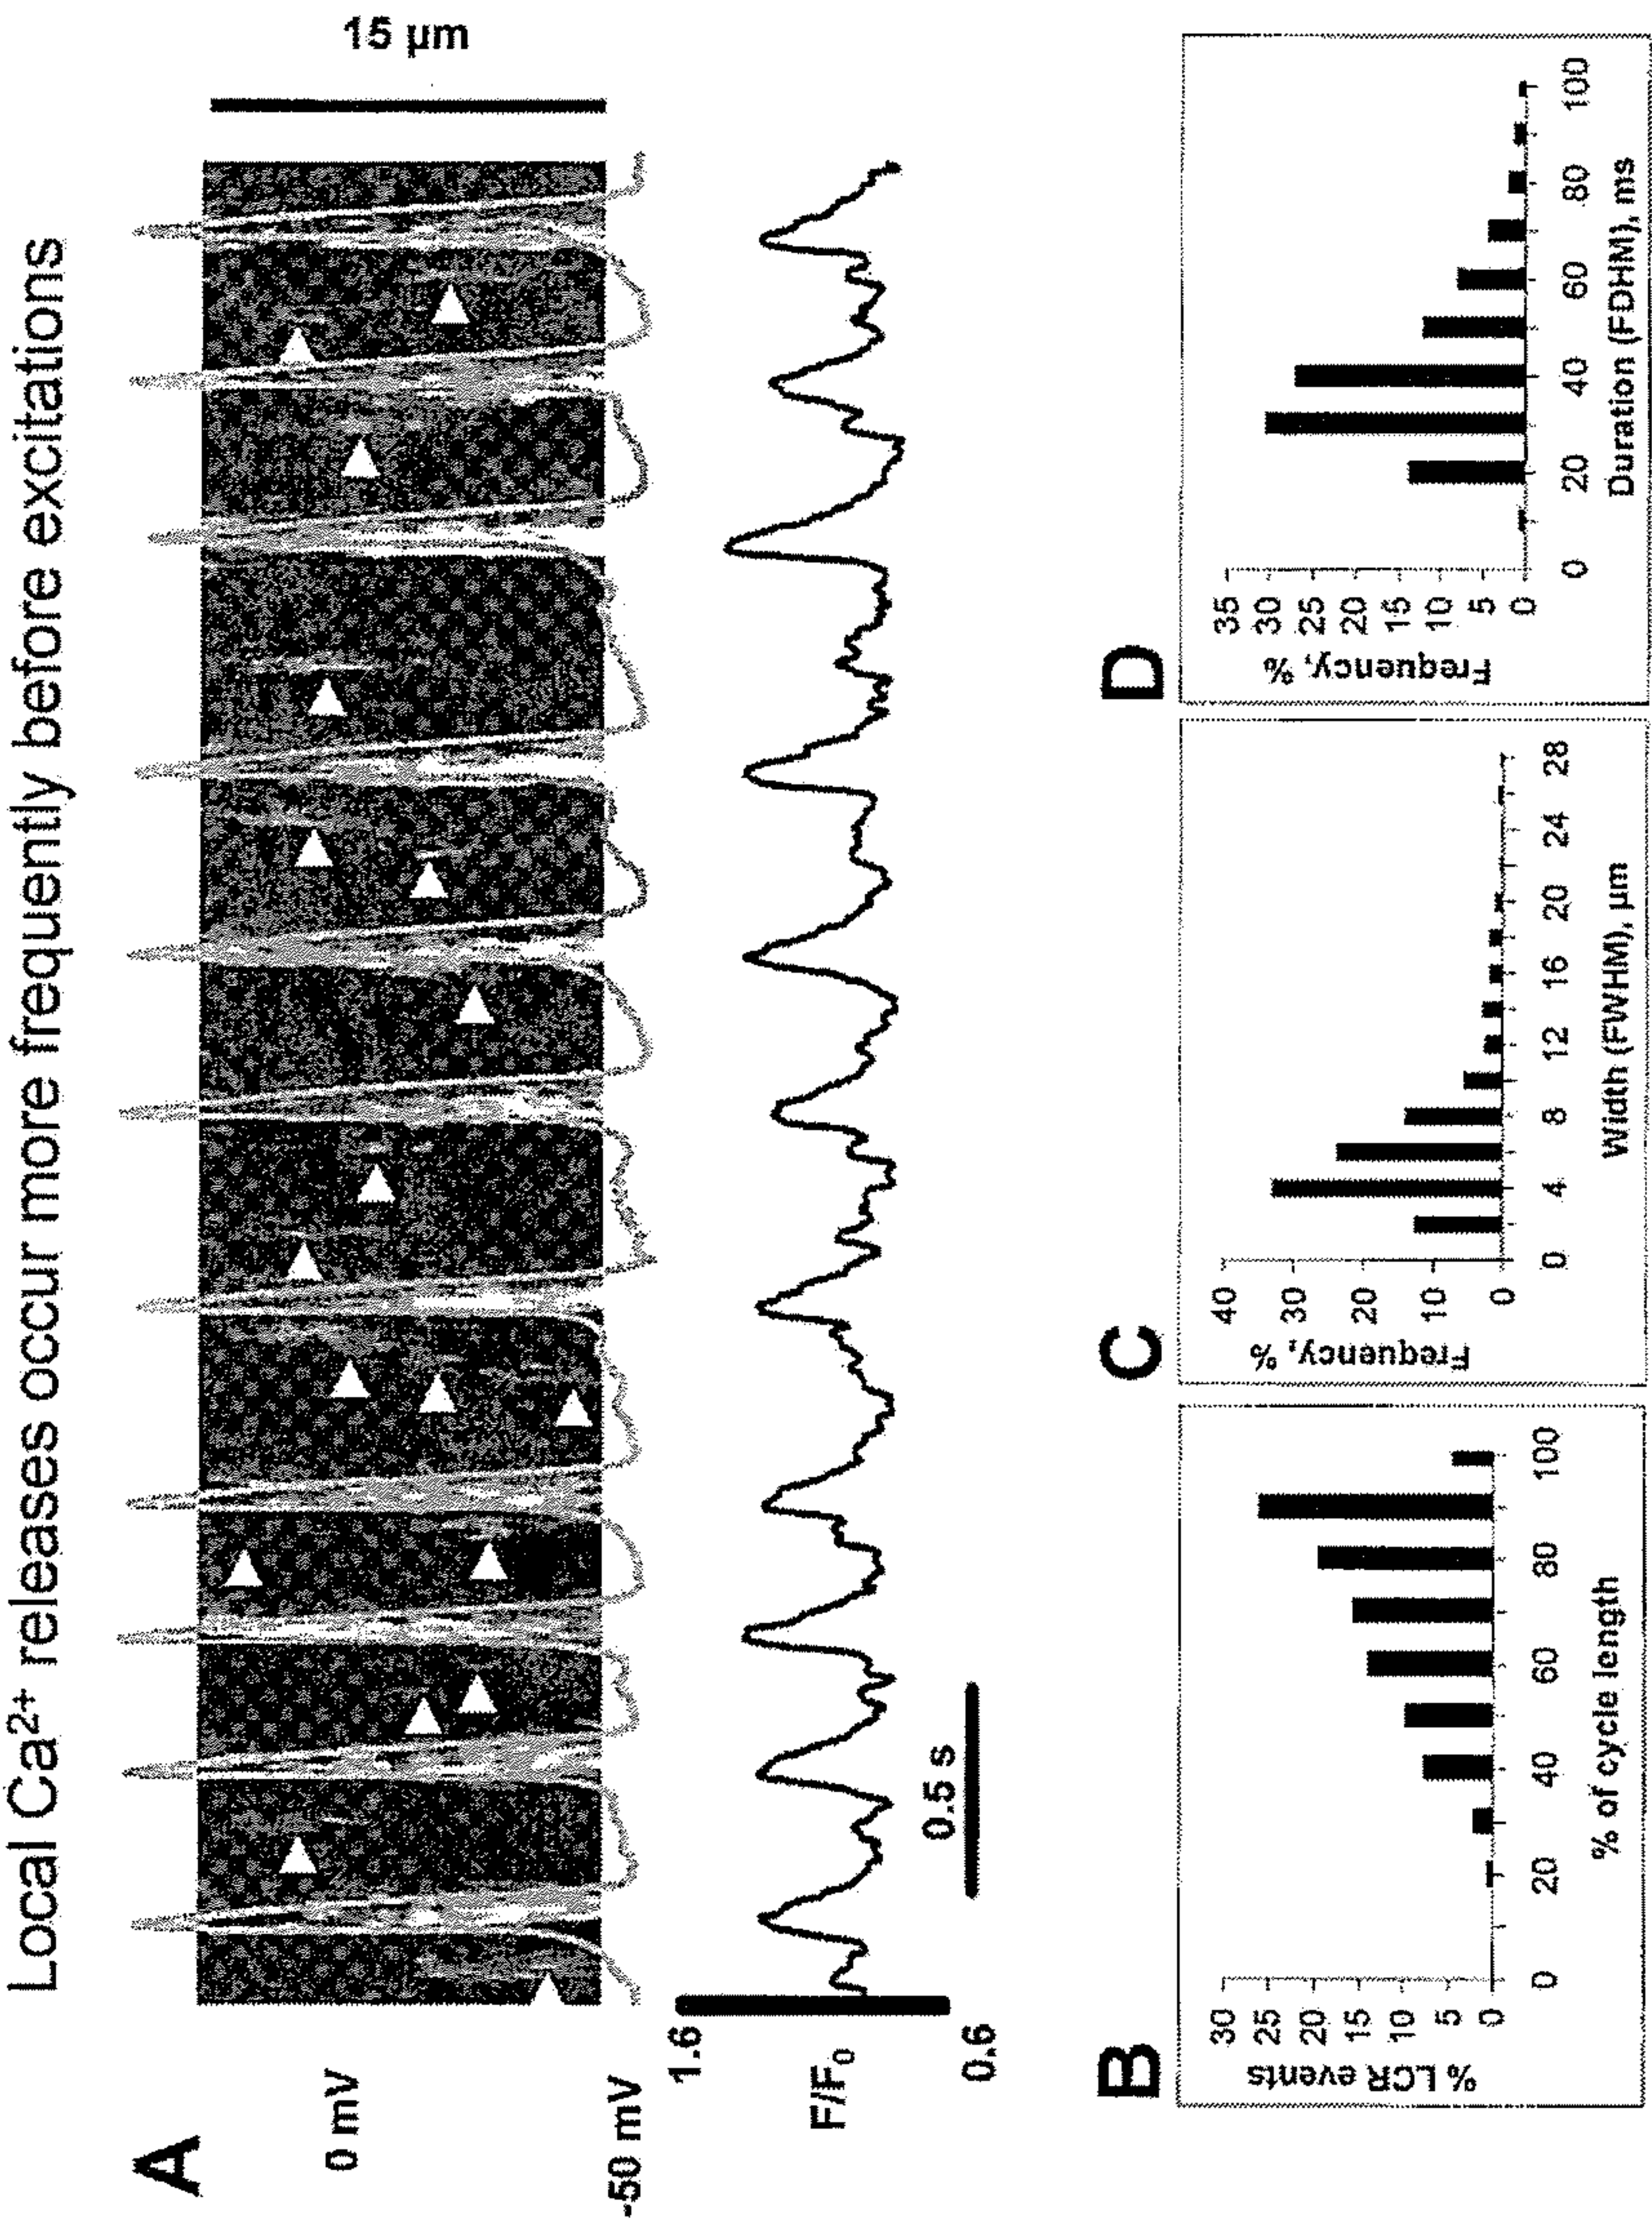 Local Ca²⁺ releases occur more frequently before excitations
A
15 µm
0 mV
-50 mV
1.6
F/F₀
0.6
0.5 s
B
% LCR events
30
25
20
15
10
5
0
0 20 40 60 80 100
% of cycle length
C
Frequency, %
40
30
20
10
0
0 4 8 12 16 20 24 28
Width (FWHM), µm
D
Frequency, %
35
30
25
20
15
10
5
0
0 20 40 60 80 100
Duration (FDHM), ms